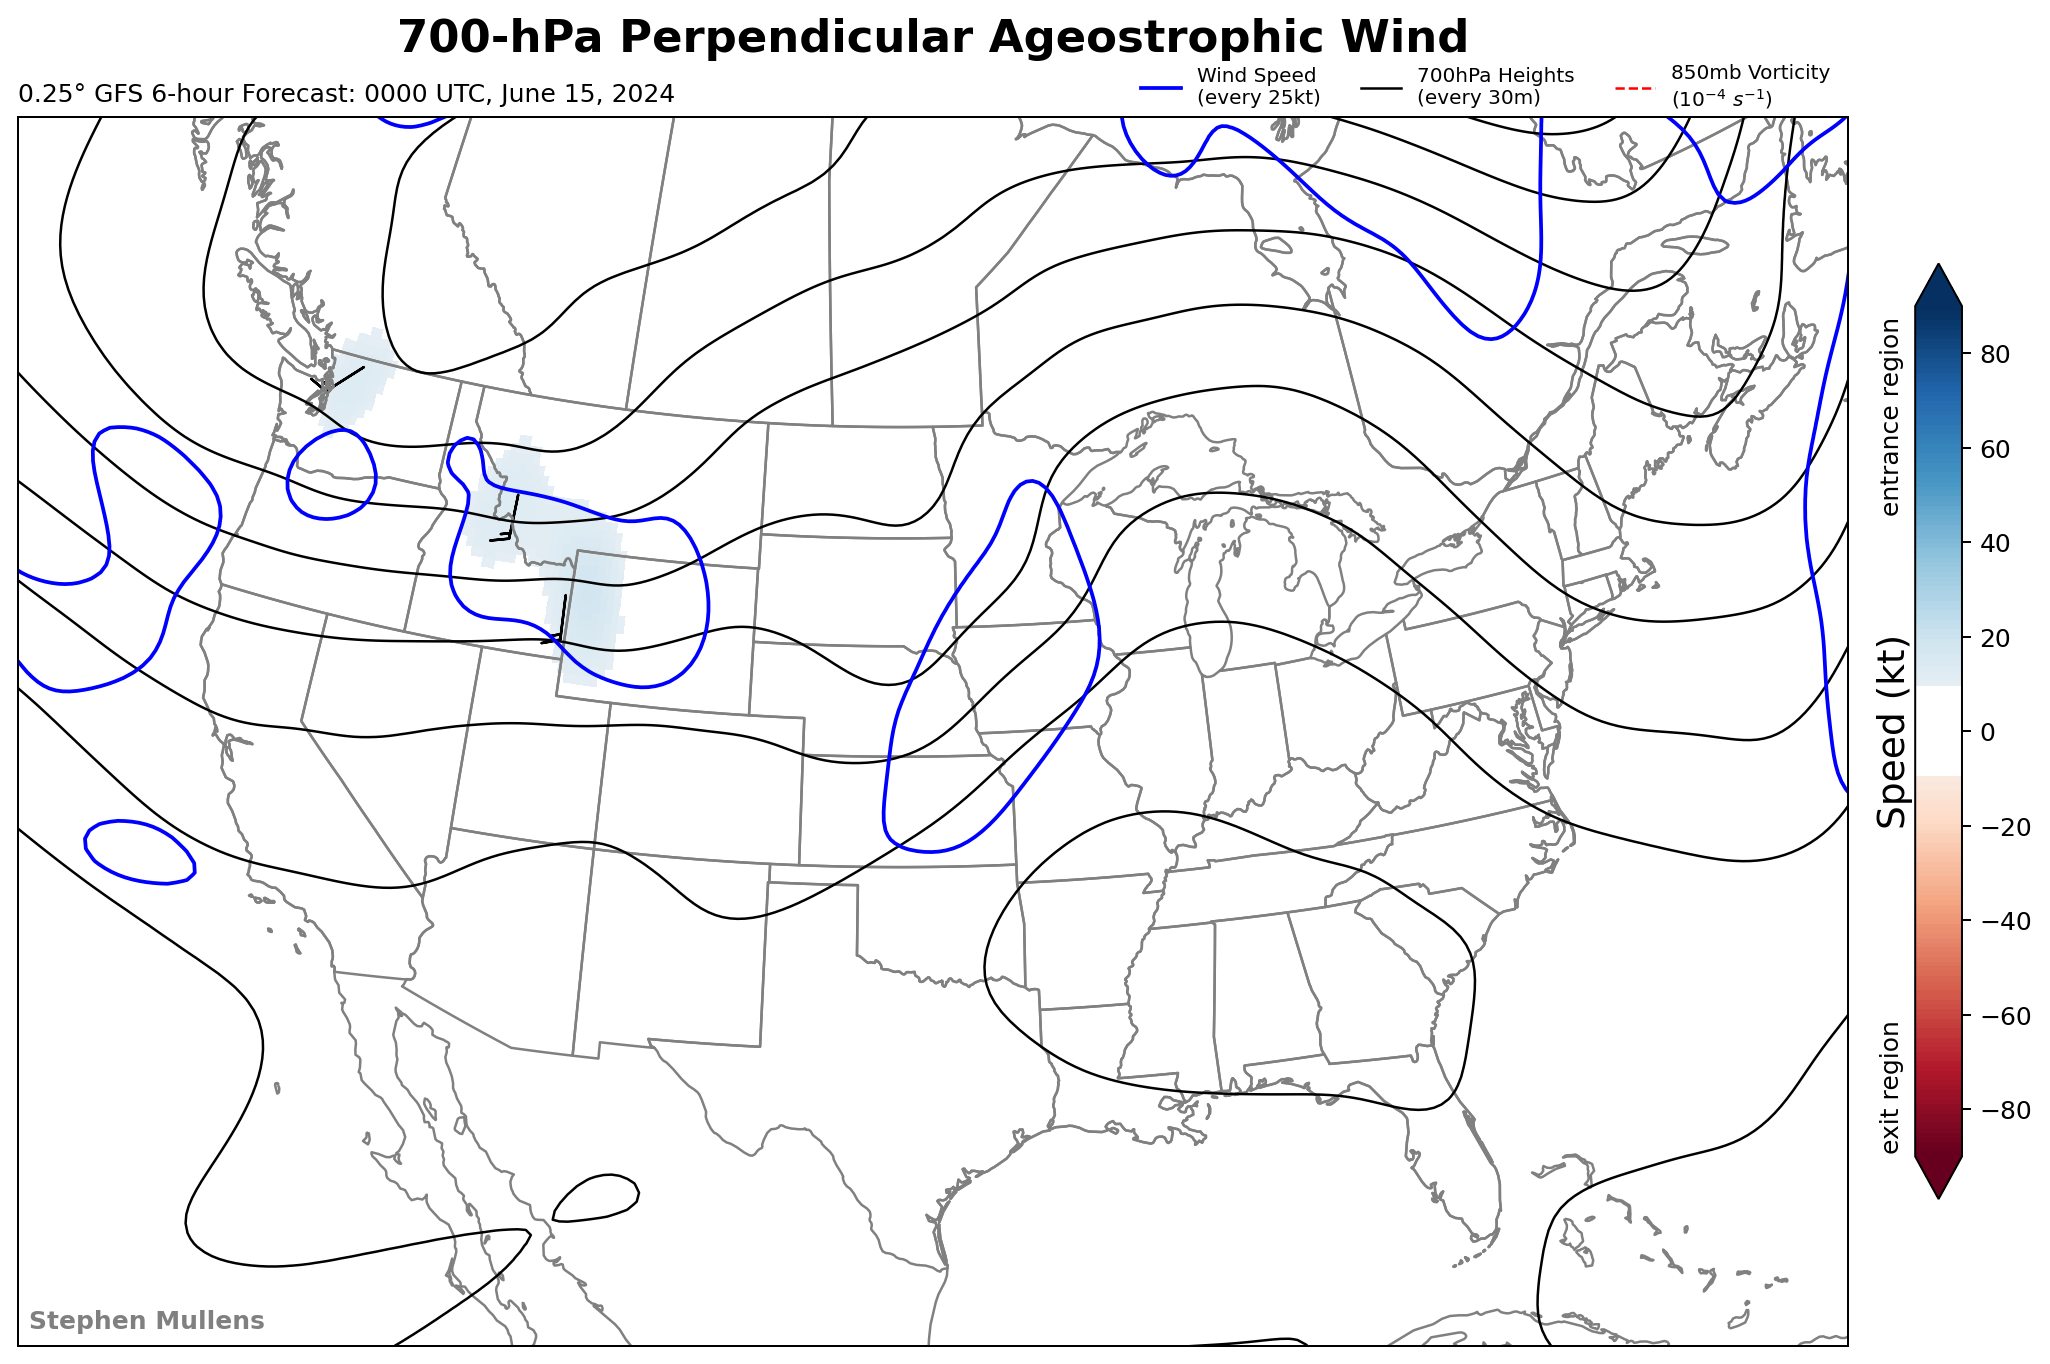 700-hPa Perpendicular Ageostrophic Wind
0.25° GFS 6-hour Forecast: 0000 UTC, June 15, 2024
Wind Speed
(every 25kt)
700hPa Heights
(every 30m)
850mb Vorticity
(10⁻⁴ s⁻¹)
entrance region
exit region
Speed (kt)
80
60
40
20
0
−20
−40
−60
−80
Stephen Mullens